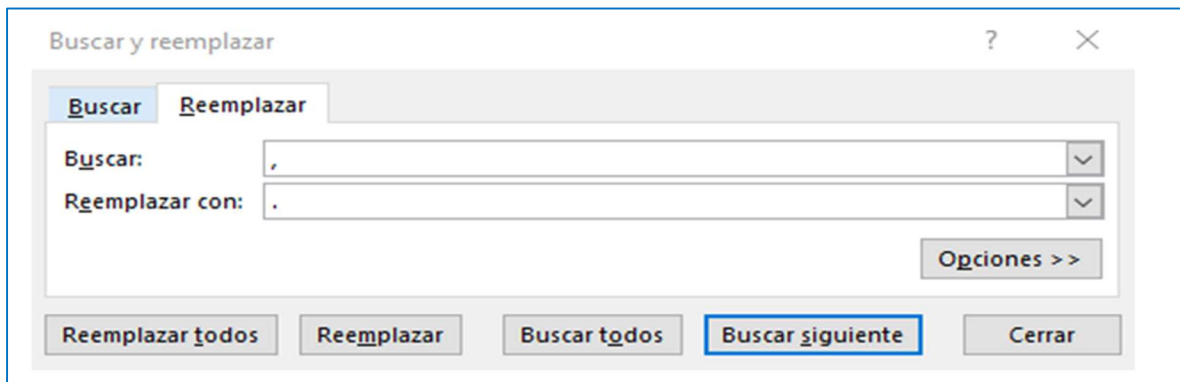 Buscar y reemplazar ? ×
Buscar Reemplazar
Buscar: ,
Reemplazar con: .
Opciones >>
Reemplazar todos Reemplazar Buscar todos Buscar siguiente Cerrar